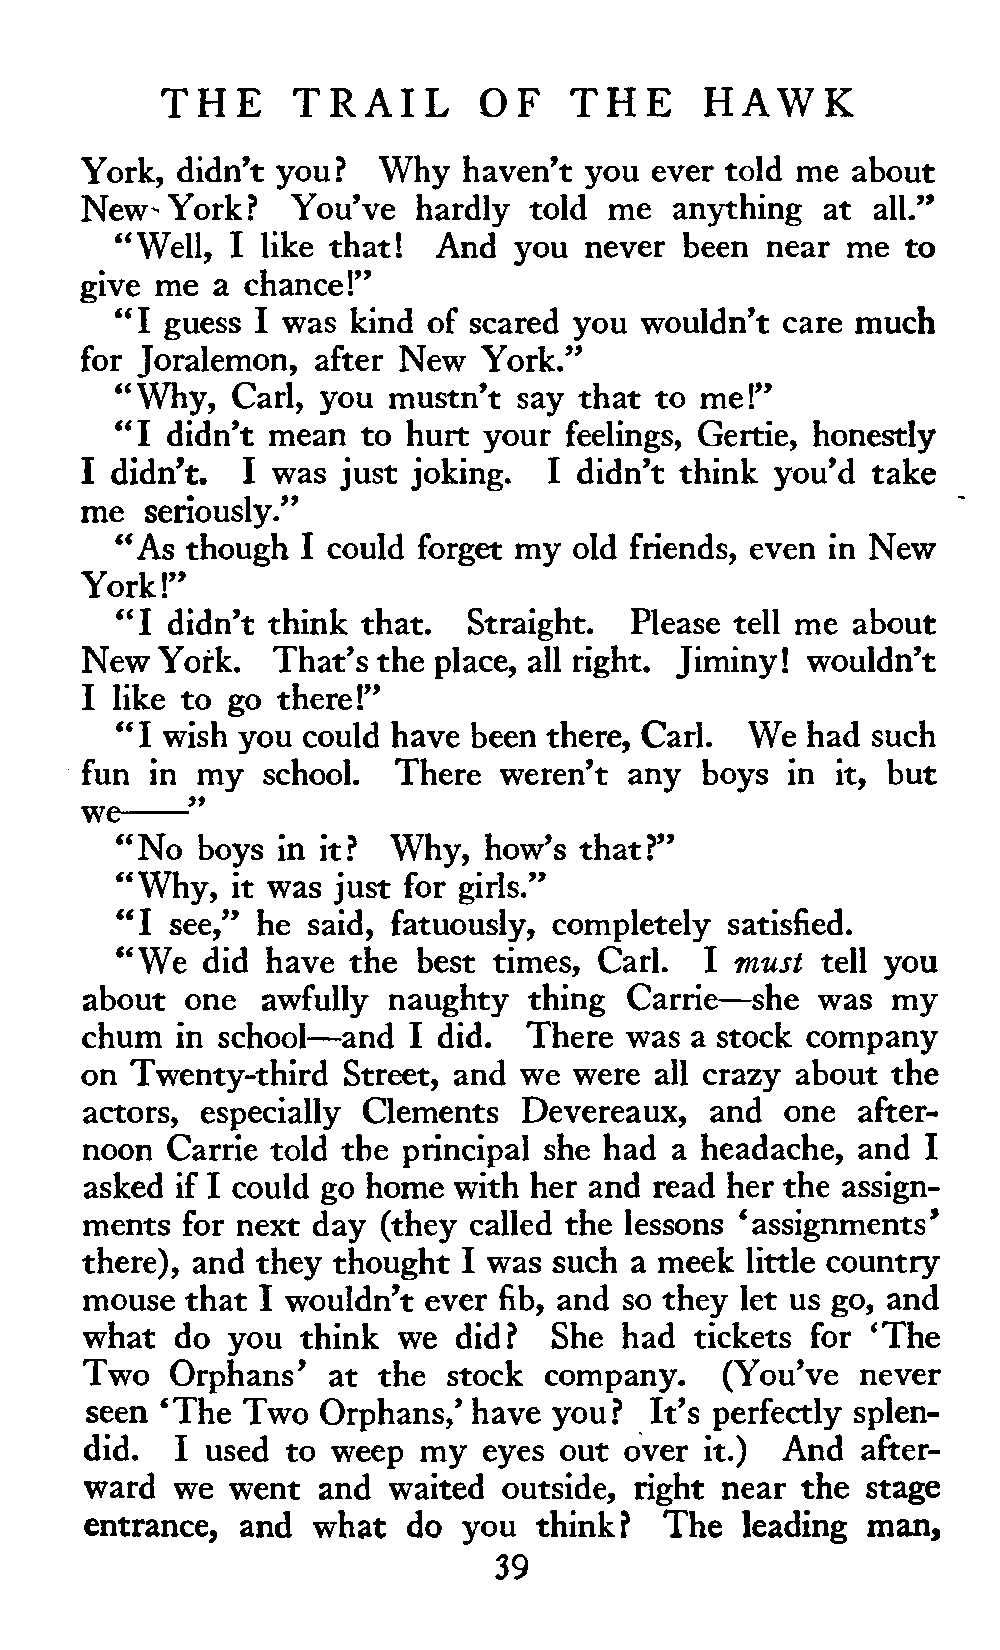 THE TRAIL OF THE HAWK
York, didn't you? Why haven't you ever told me about
New York? You've hardly told me anything at all."
"Well, I like that! And you never been near me to
give me a chance!"
"I guess I was kind of scared you wouldn't care much
for Joralemon, after New York."
"Why, Carl, you mustn't say that to me!"
"I didn't mean to hurt your feelings, Gertie, honestly
I didn't. I was just joking. I didn't think you'd take
me seriously."
"As though I could forget my old friends, even in New
York!"
"I didn't think that. Straight. Please tell me about
New York. That's the place, all right. Jiminy! wouldn't
I like to go there!"
"I wish you could have been there, Carl. We had such
fun in my school. There weren't any boys in it, but
we——"
"No boys in it? Why, how's that?"
"Why, it was just for girls."
"I see," he said, fatuously, completely satisfied.
"We did have the best times, Carl. I must tell you
about one awfully naughty thing Carrie—she was my
chum in school—and I did. There was a stock company
on Twenty-third Street, and we were all crazy about the
actors, especially Clements Devereaux, and one after-
noon Carrie told the principal she had a headache, and I
asked if I could go home with her and read her the assign-
ments for next day (they called the lessons 'assignments'
there), and they thought I was such a meek little country
mouse that I wouldn't ever fib, and so they let us go, and
what do you think we did? She had tickets for 'The
Two Orphans' at the stock company. (You've never
seen 'The Two Orphans,' have you? It's perfectly splen-
did. I used to weep my eyes out over it.) And after-
ward we went and waited outside, right near the stage
entrance, and what do you think? The leading man,
39